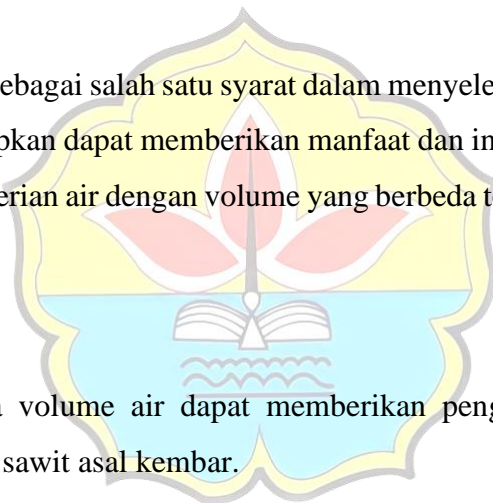 ebagai salah satu syarat dalam menyele
pkan dapat memberikan manfaat dan in
erian air dengan volume yang berbeda t
volume air dapat memberikan peng
sawit asal kembar.